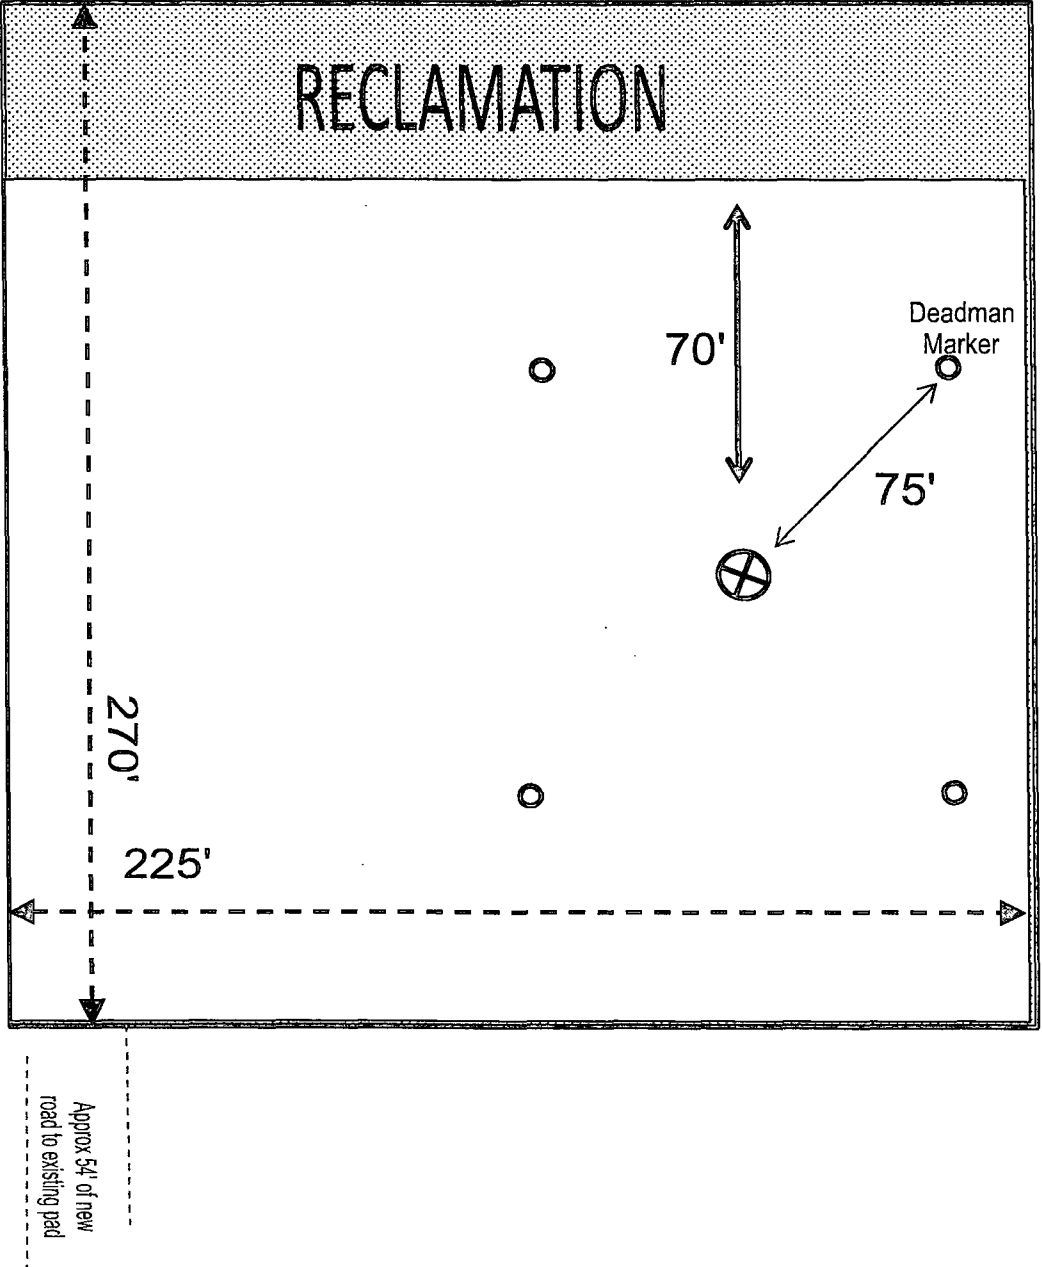 RECLAMATION
Deadman
Marker
70'
75'
270'
225'
Approx 54' of new
road to existing pad